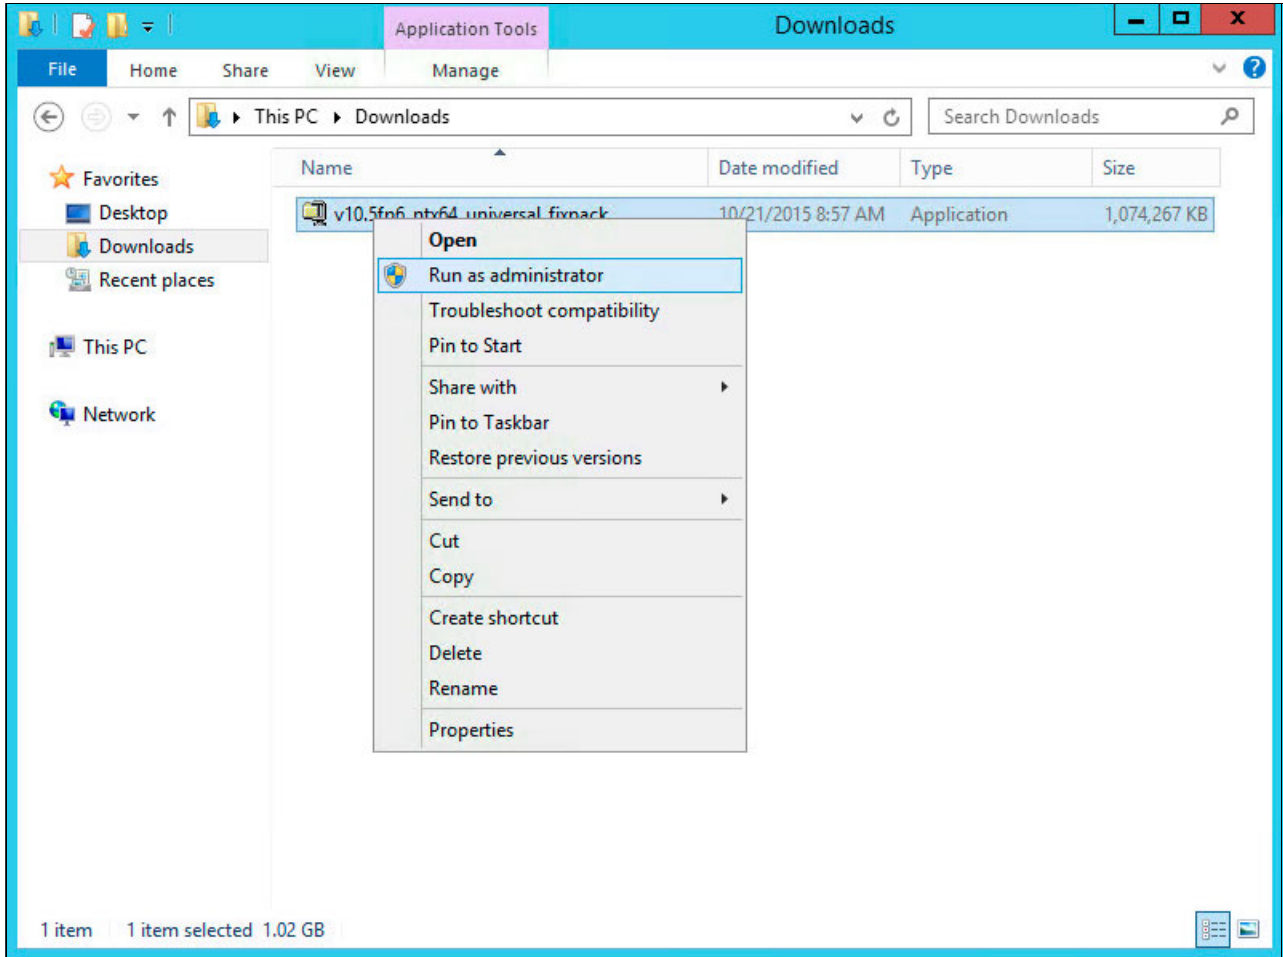 Application Tools
Downloads
File Home Share View Manage
This PC Downloads
Search Downloads
Name Date modified Type Size
Favorites
Desktop
Downloads
Recent places
This PC
Network
v10.5fp6_ntx64_universal_fixpack 10/21/2015 8:57 AM Application 1,074,267 KB
Open
Run as administrator
Troubleshoot compatibility
Pin to Start
Share with
Pin to Taskbar
Restore previous versions
Send to
Cut
Copy
Create shortcut
Delete
Rename
Properties
1 item 1 item selected 1.02 GB